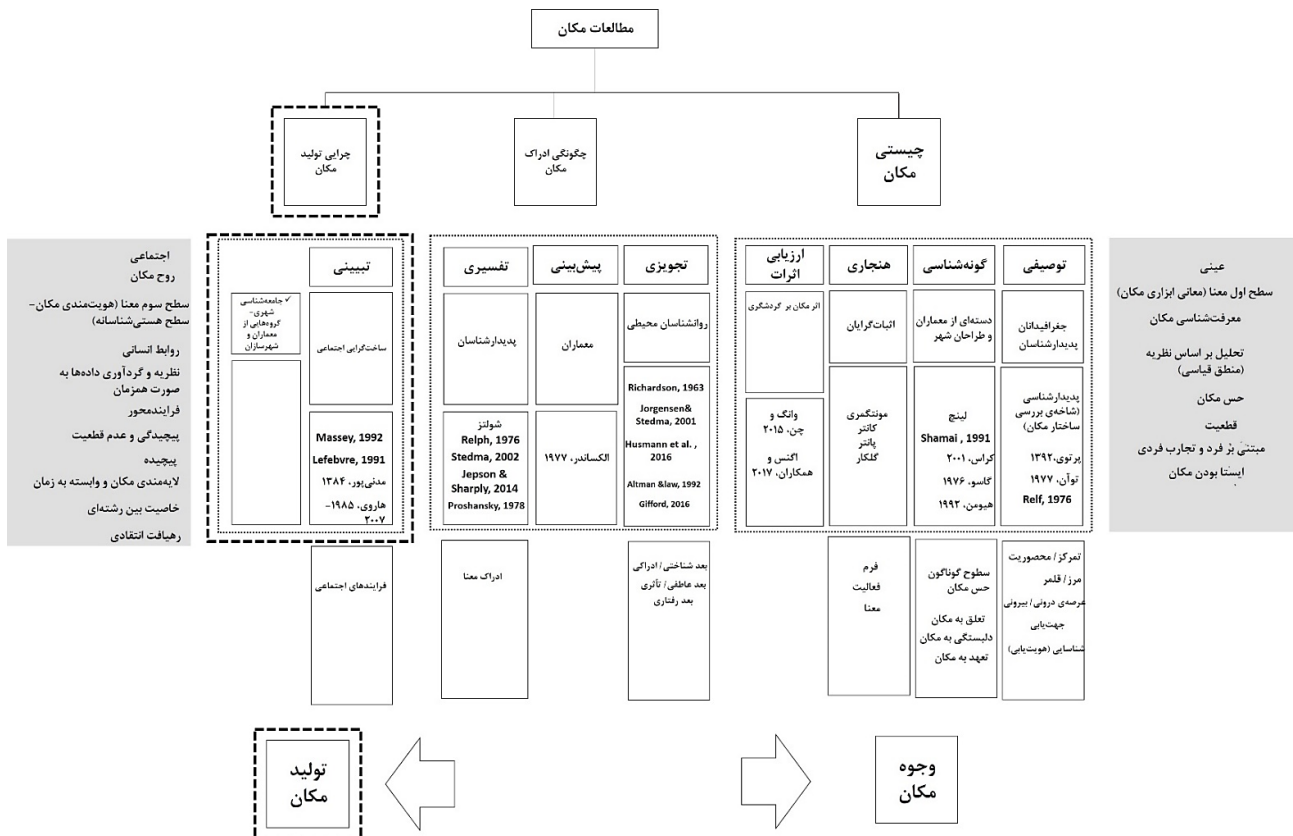 مطالعات مکان
چیستی
مکان
چگونگی ادراک
مکان
چرایی تولید
مکان
عینی
سطح اول معنا (معانی ابزاری مکان)
معرفت‌شناسی مکان
تحلیل بر اساس نظریه
(منطق قیاسی)
حس مکان
قطعیت
مبتنی بر فرد و تجارب فردی
ایستا بودن مکان
توصیفی
جغرافیدانان
پدیدارشناسان
پدیدارشناسی
(شاخه‌ی بررسی
ساختار مکان)
پرتوی، ۱۳۹۲
توآن، ۱۹۷۷
Relf, 1976
تمرکز / محصوریت
مرز / قلمر
عرصه‌ی درونی / بیرونی
جهت‌یابی
شناسایی (هویت‌یابی)
گونه‌شناسی
دسته‌ای از معماران
و طراحان شهر
لینچ
Shamai , 1991
کراس، ۲۰۰۱
گاسو، ۱۹۷۶
هیومن، ۱۹۹۲
سطوح گوناگون
حس مکان
تعلق به مکان
دلبستگی به مکان
تعهد به مکان
هنجاری
اثبات‌گرایان
مونتگمری
کانتر
پانتر
گلکار
فرم
فعالیت
معنا
ارزیابی
اثرات
اثر مکان بر گردشگری
وانگ و
چن، ۲۰۱۵
اگنس و
همکاران، ۲۰۱۷
تجویزی
روانشناسان محیطی
Richardson, 1963
Jorgensen&
Stedma, 2001
Husmann et al. ,
2016
Altman &law, 1992
Gifford, 2016
بعد شناختی / ادراکی
بعد عاطفی / تأثری
بعد رفتاری
پیش‌بینی
معماران
الکساندر، ۱۹۷۷
تفسیری
پدیدارشناسان
شولتز
Relph, 1976
Stedma, 2002
Jepson &
Sharply, 2014
Proshansky, 1978
ادراک معنا
تبیینی
ساخت‌گرایی اجتماعی
Massey, 1992
Lefebvre, 1991
مدنی‌پور، ۱۳۸۴
هاروی، ۱۹۸۵-
۲۰۰۷
فرایندهای اجتماعی
✓ جامعه‌شناسی
شهری-
گروه‌هایی از
معماران و
شهرسازان
اجتماعی
روح مکان
سطح سوم معنا (هویت‌مندی مکان-
سطح هستی‌شناسانه)
روابط انسانی
نظریه و گردآوری داده‌ها به
صورت همزمان
فرایندمحور
پیچیدگی و عدم قطعیت
پیچیده
لایه‌مندی مکان و وابسته به زمان
خاصیت بین رشته‌ای
رهیافت انتقادی
وجوه
مکان
تولید
مکان